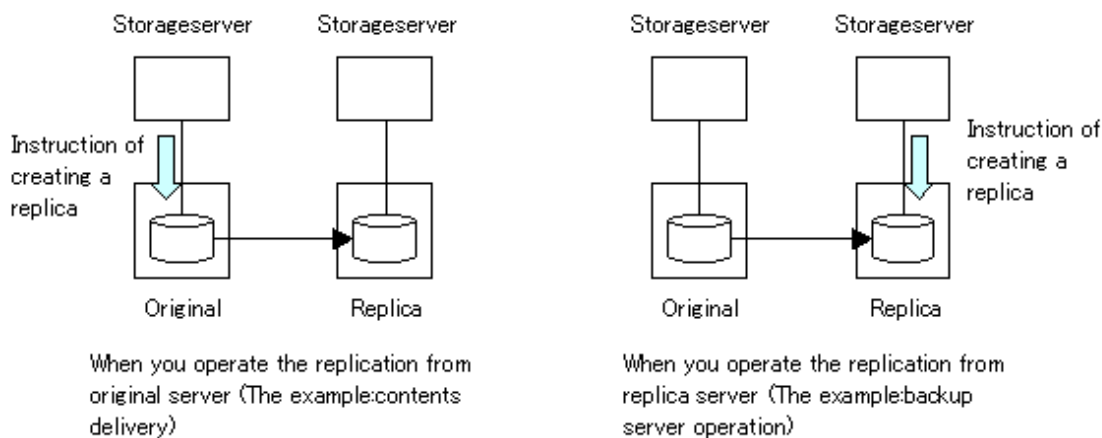 Storageserver
Storageserver
Instruction of
creating a
replica
Original
Replica
When you operate the replication from
original server (The example:contents
delivery)
Storageserver
Storageserver
Instruction of
creating a
replica
Original
Replica
When you operate the replication from
replica server (The example:backup
server operation)